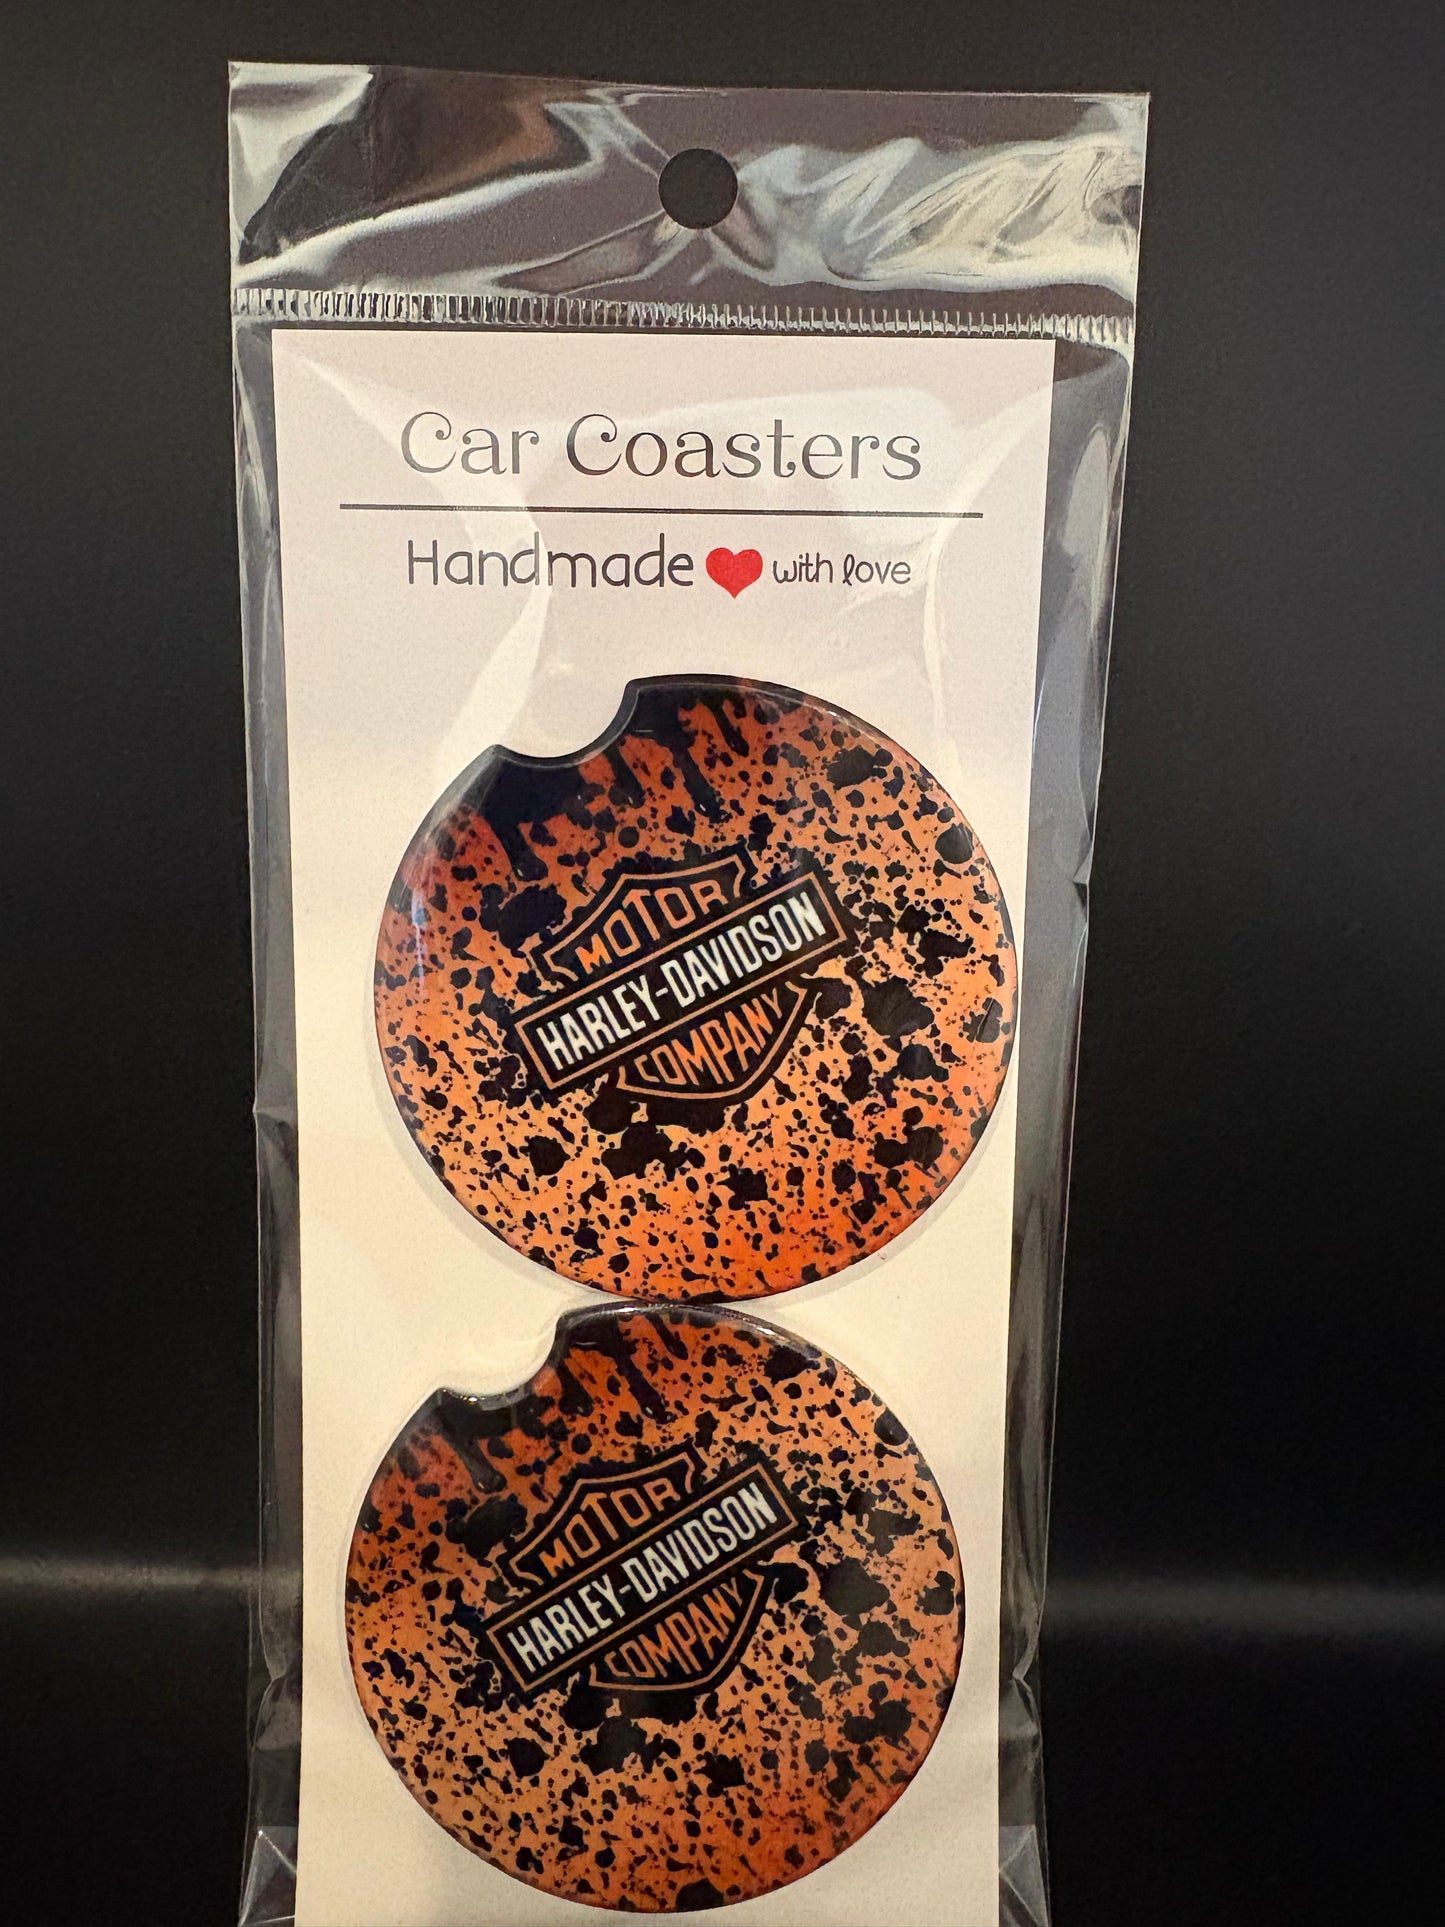 Car Coasters
Handmade with love
MOTOR
HARLEY-DAVIDSON
COMPANY
MOTOR
HARLEY-DAVIDSON
COMPANY